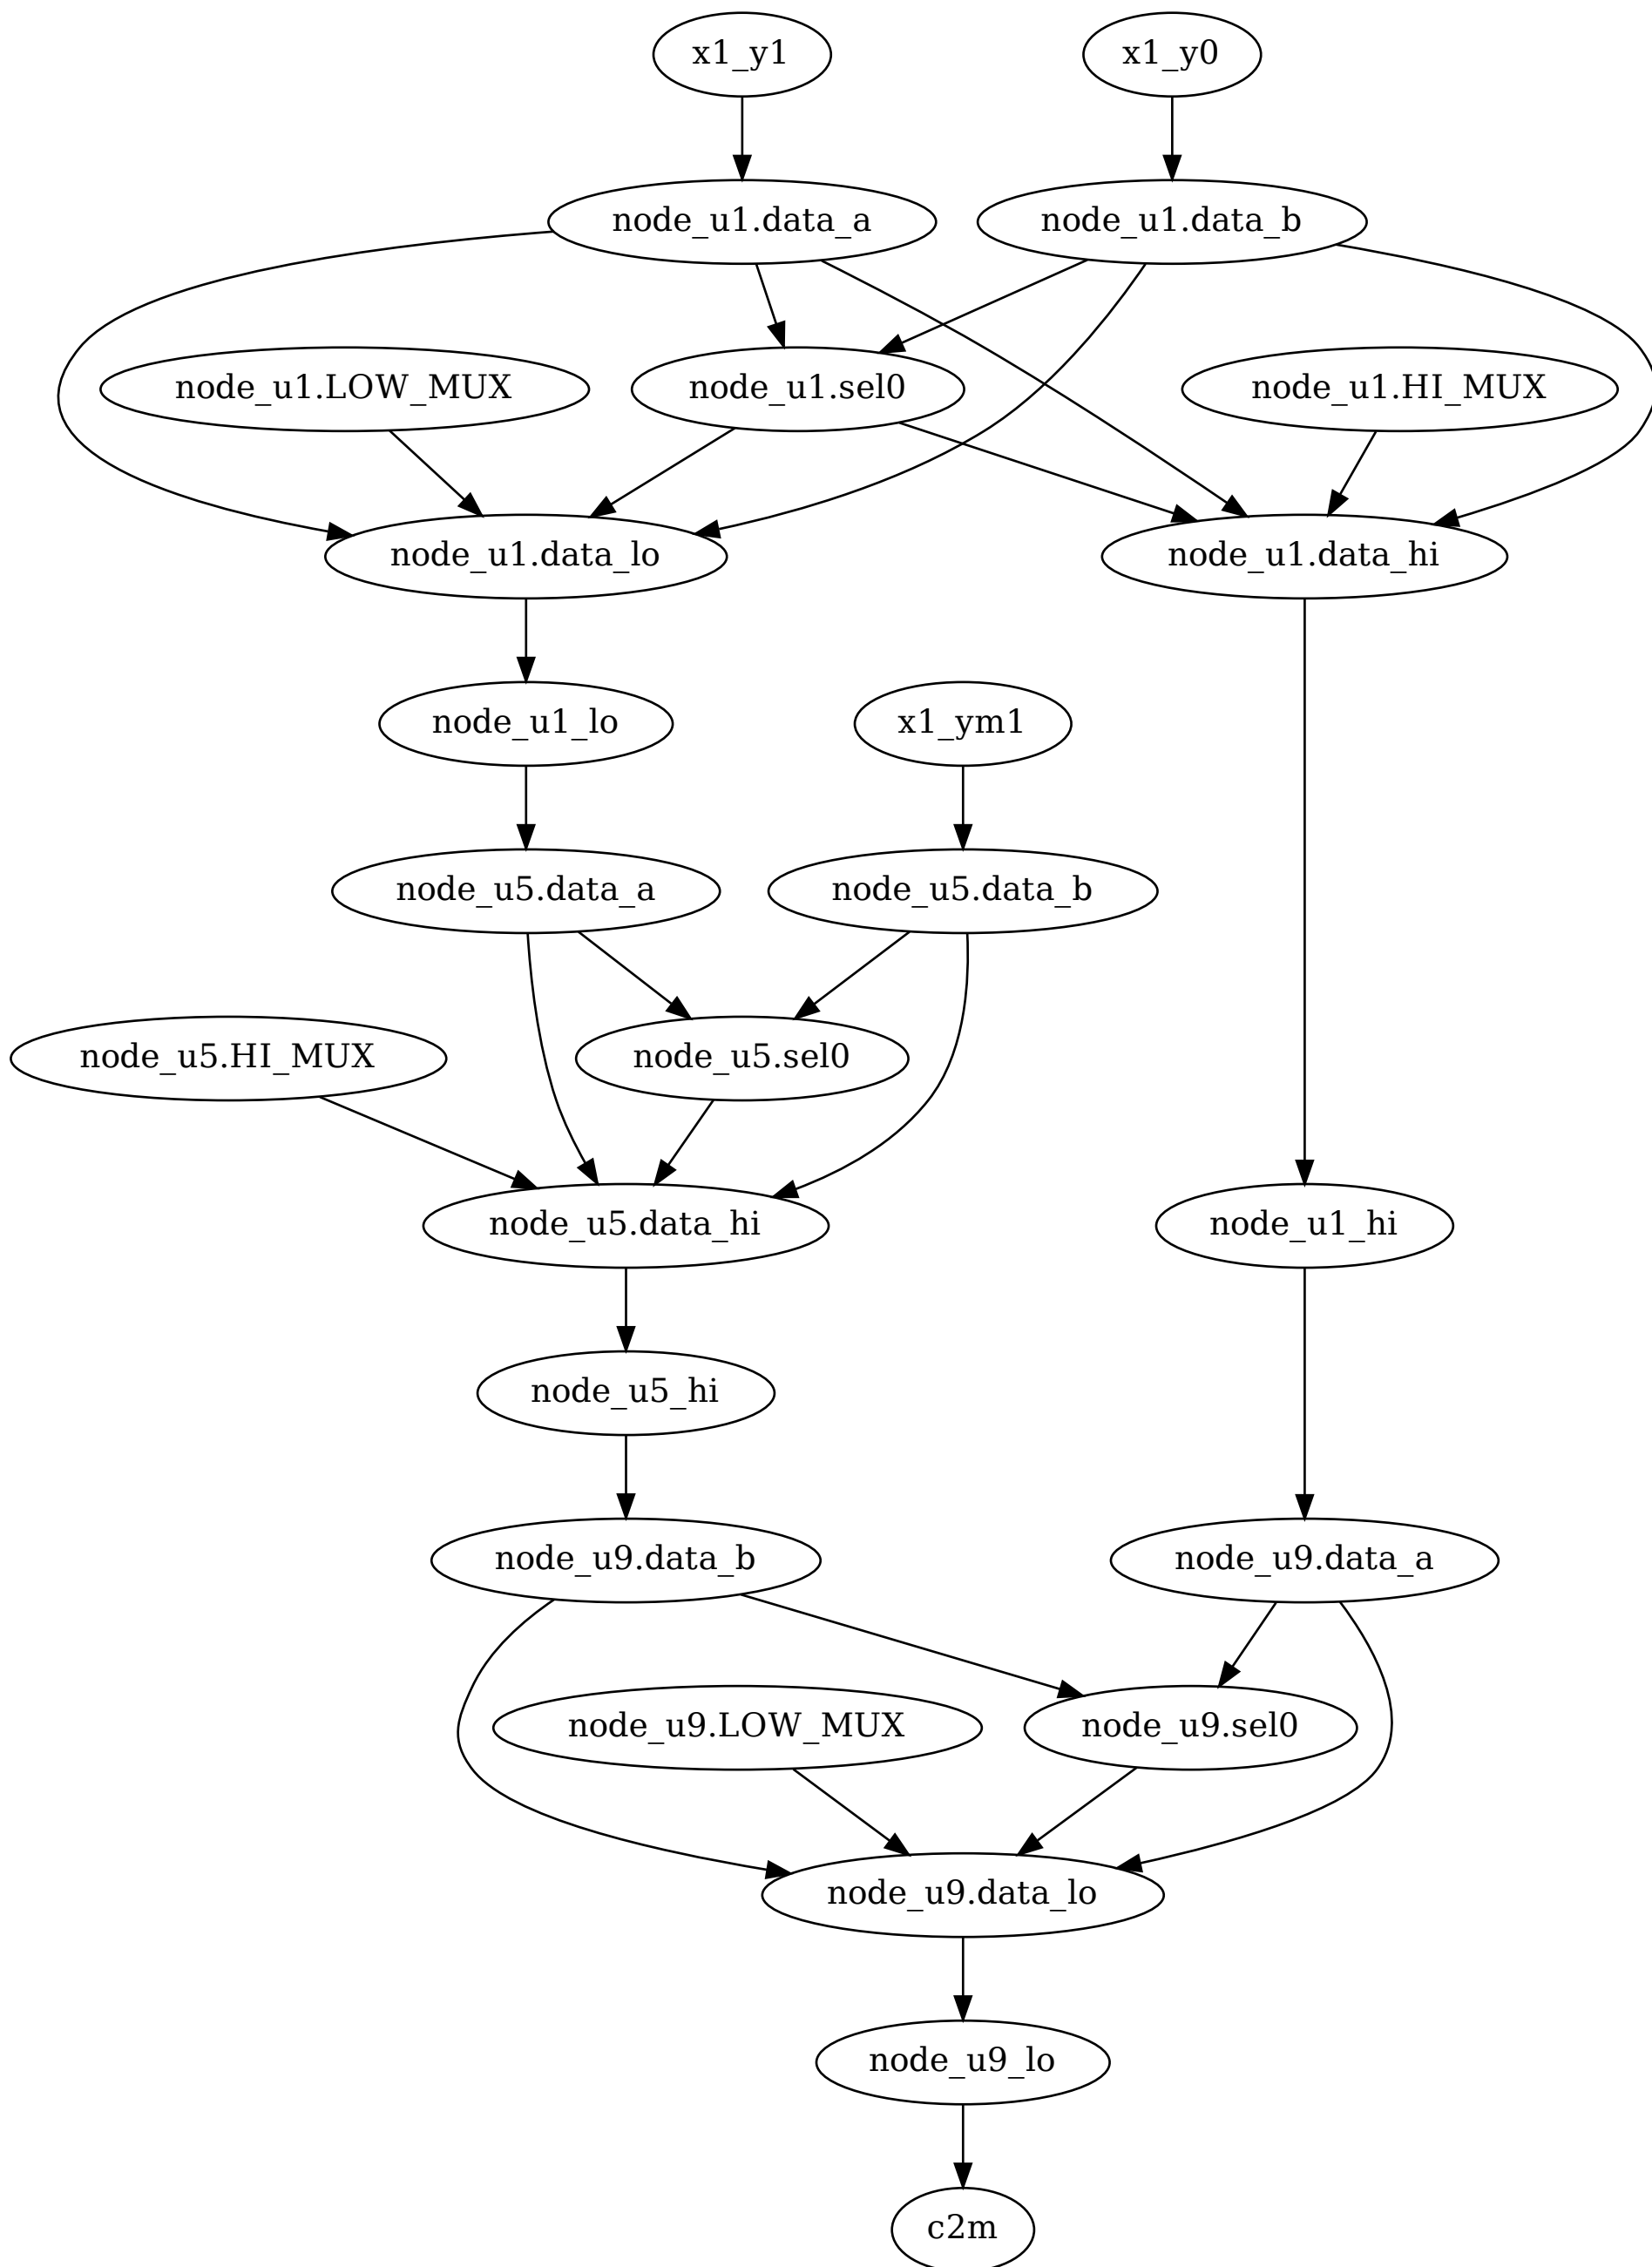 x1_y1
x1_y0
node_u1.data_a
node_u1.data_b
node_u1.LOW_MUX
node_u1.sel0
node_u1.HI_MUX
node_u1.data_lo
node_u1.data_hi
node_u1_lo
x1_ym1
node_u5.data_a
node_u5.data_b
node_u5.HI_MUX
node_u5.sel0
node_u5.data_hi
node_u1_hi
node_u5_hi
node_u9.data_b
node_u9.data_a
node_u9.LOW_MUX
node_u9.sel0
node_u9.data_lo
node_u9_lo
c2m